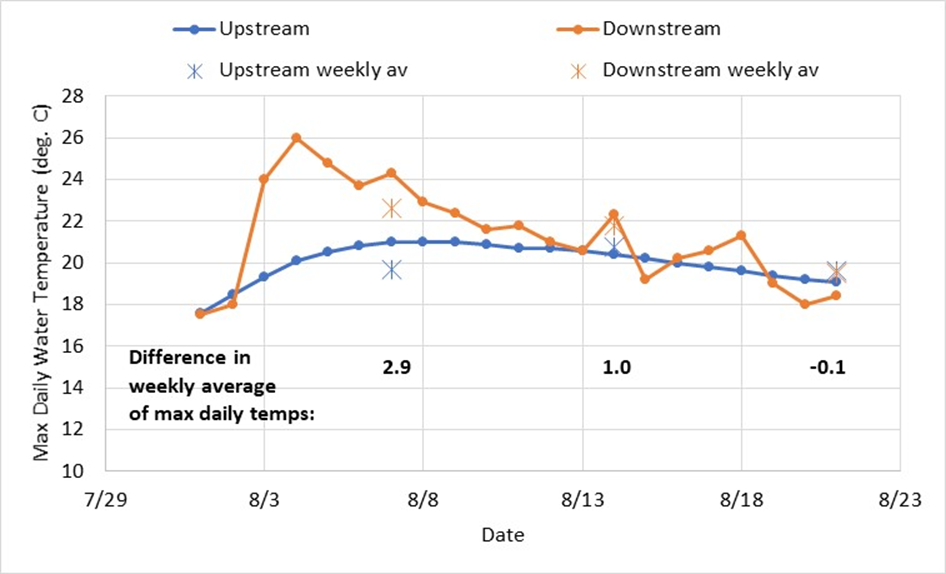 Upstream
Downstream
Upstream weekly av
Downstream weekly av
Max Daily Water Temperature (deg. C)
28
26
24
22
20
18
16
14
12
10
Difference in
weekly average
of max daily temps:
2.9
1.0
-0.1
7/29
8/3
8/8
8/13
8/18
8/23
Date